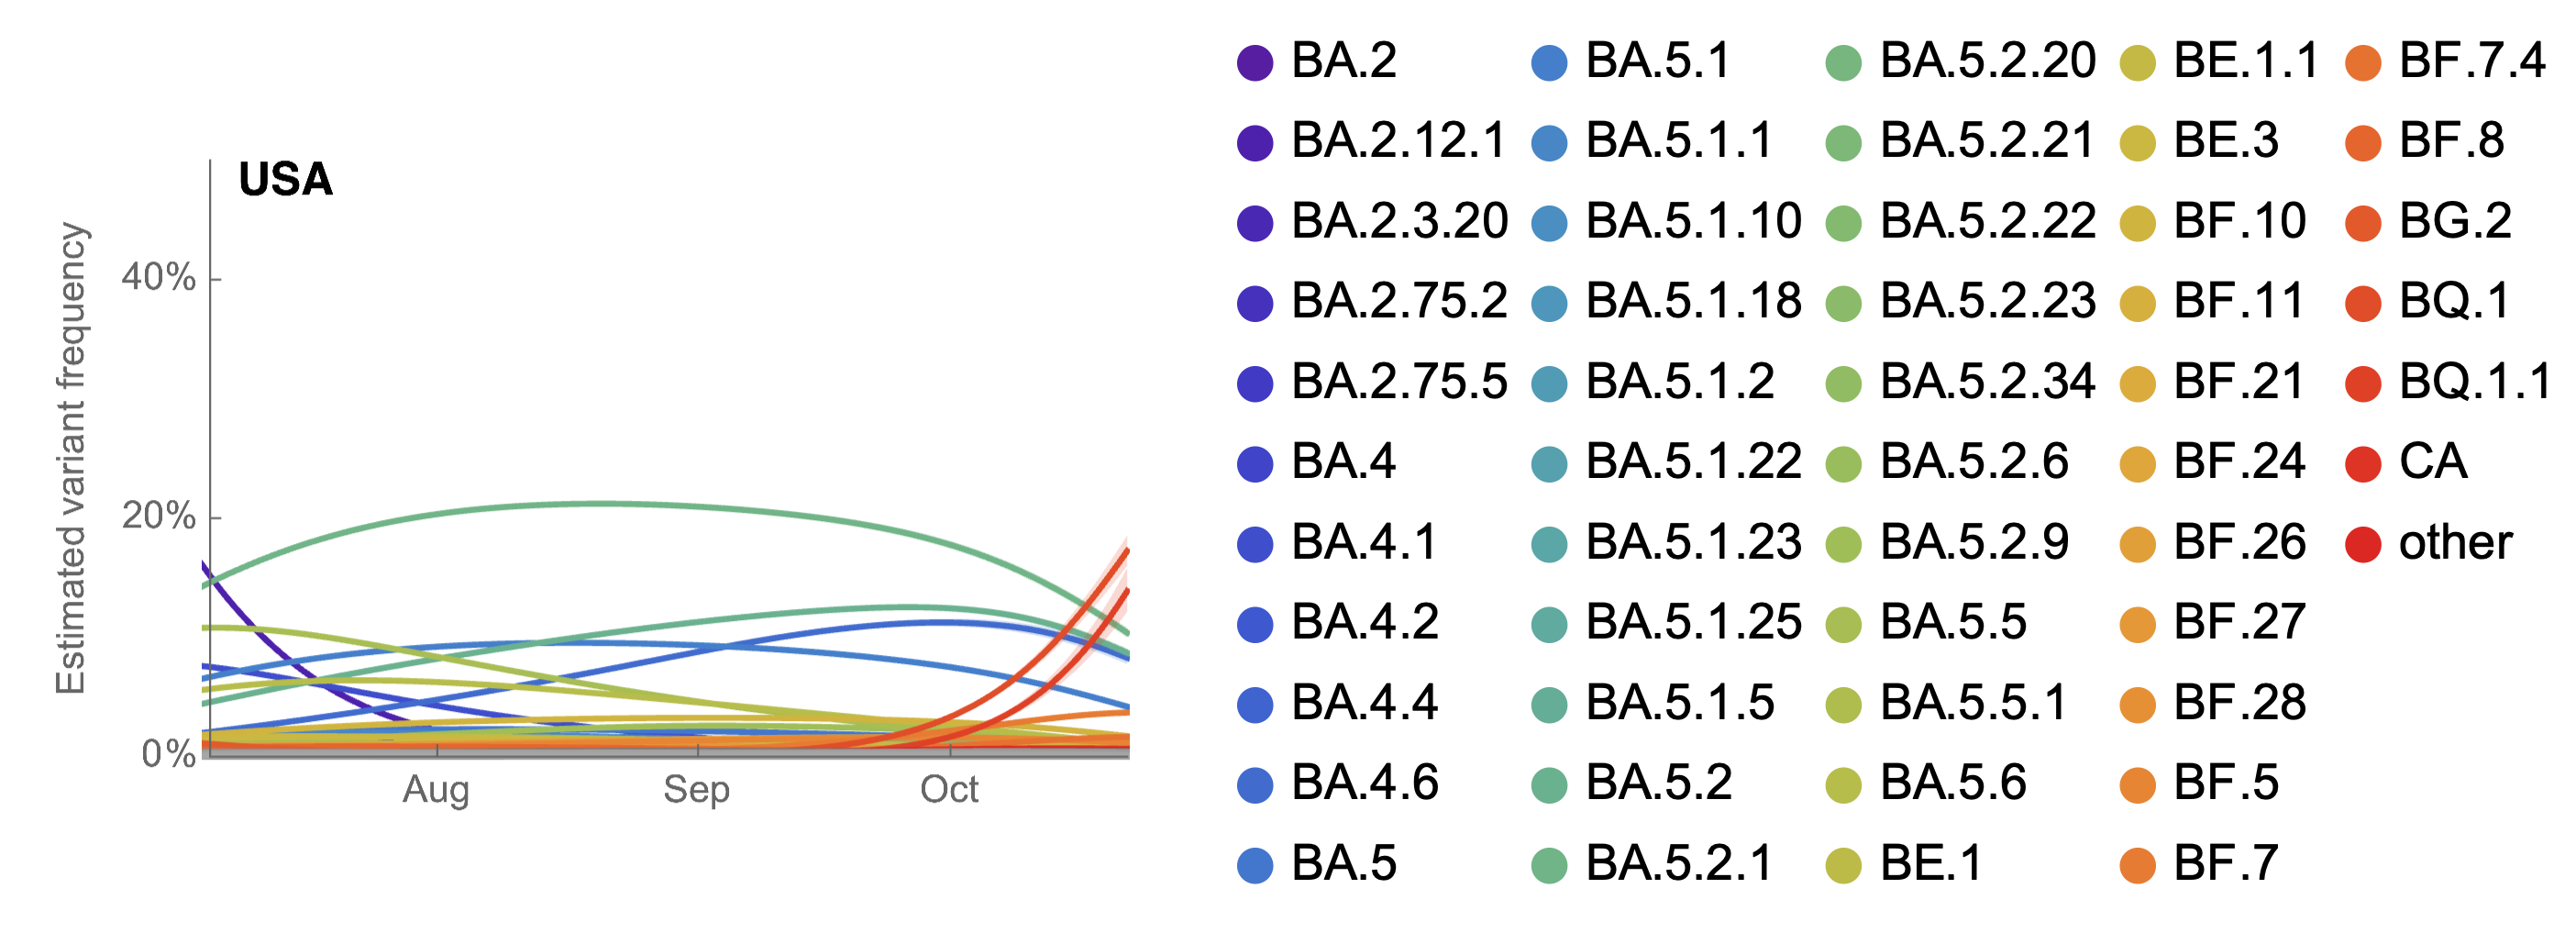 USA
Estimated variant frequency
40%
20%
0%
Aug Sep Oct
BA.2
BA.2.12.1
BA.2.3.20
BA.2.75.2
BA.2.75.5
BA.4
BA.4.1
BA.4.2
BA.4.4
BA.4.6
BA.5
BA.5.1
BA.5.1.1
BA.5.1.10
BA.5.1.18
BA.5.1.2
BA.5.1.22
BA.5.1.23
BA.5.1.25
BA.5.1.5
BA.5.2
BA.5.2.1
BA.5.2.20
BA.5.2.21
BA.5.2.22
BA.5.2.23
BA.5.2.34
BA.5.2.6
BA.5.2.9
BA.5.5
BA.5.5.1
BA.5.6
BE.1
BE.1.1
BE.3
BF.10
BF.11
BF.21
BF.24
BF.26
BF.27
BF.28
BF.5
BF.7
BF.7.4
BF.8
BG.2
BQ.1
BQ.1.1
CA
other